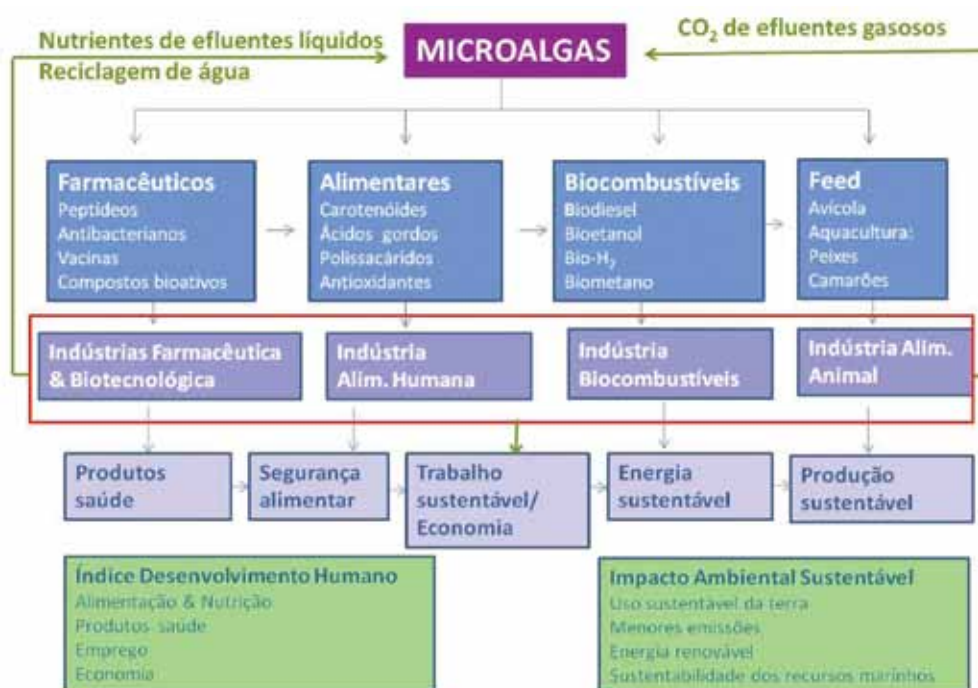 Nutrientes de efluentes líquidos
Reciclagem de água
MICROALGAS
CO₂ de efluentes gasosos
Farmacêuticos
Peptídeos
Antibacterianos
Vacinas
Compostos bioativos
Alimentares
Carotenóides
Ácidos gordos
Polissacáridos
Antioxidantes
Biocombustíveis
Biodiesel
Bioetanol
Bio-H₂
Biometano
Feed
Avícola
Aquacultura:
Peixes
Camarões
Indústrias Farmacêutica
& Biotecnológica
Indústria
Alim. Humana
Indústria
Biocombustíveis
Indústria Alim.
Animal
Produtos
saúde
Segurança
alimentar
Trabalho
sustentável/
Economia
Energia
sustentável
Produção
sustentável
Índice Desenvolvimento Humano
Alimentação & Nutrição
Produtos saúde
Emprego
Economia
Impacto Ambiental Sustentável
Uso sustentável da terra
Menores emissões
Energia renovável
Sustentabilidade dos recursos marinhos